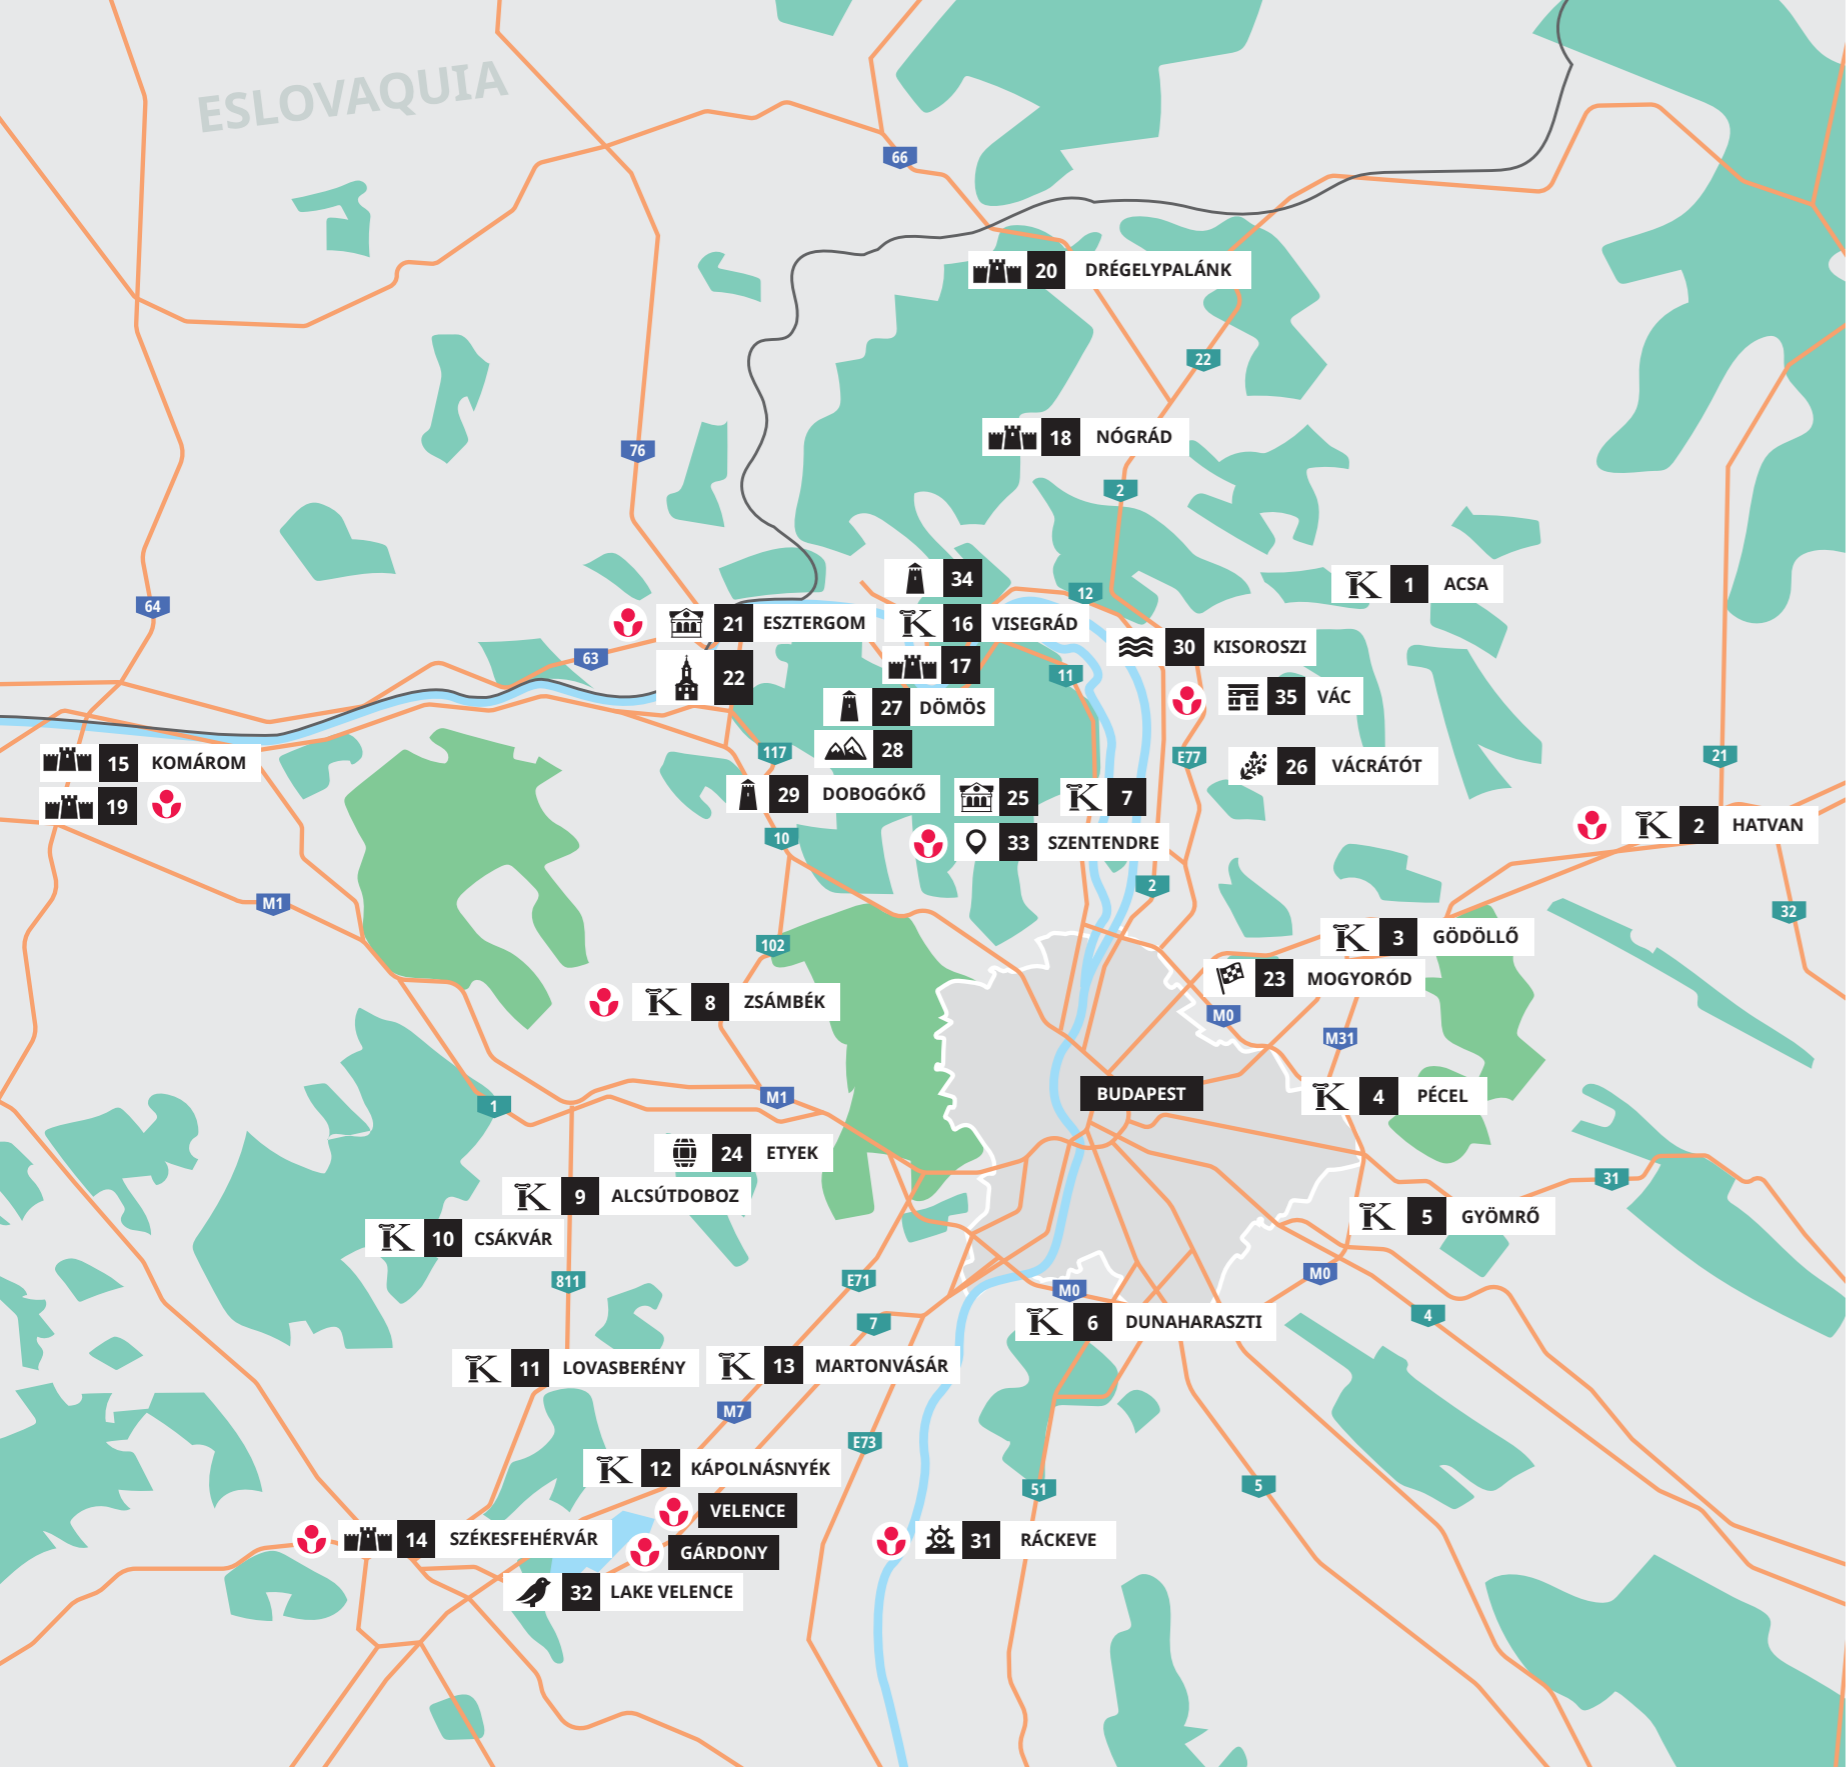 ESLOVAQUIA
66
20 DRÉGELYPALÁNK
22
18 NÓGRÁD
76
2
34
1 ACSA
12
64
21 ESZTERGOM
16 VISEGRÁD
30 KISOROSZI
63
17
11
22
35 VÁC
27 DÖMÖS
28
117
E77
21
15 KOMÁROM
26 VÁCRÁTÓT
29 DOBOGÓKŐ
25
7
19
2 HATVAN
10
33 SZENTENDRE
2
M1
32
3 GÖDÖLLŐ
102
23 MOGYORÓD
8 ZSÁMBÉK
M0
M31
BUDAPEST
4 PÉCEL
M1
1
24 ETYEK
31
9 ALCSÚTDOBOZ
5 GYÖMRŐ
10 CSÁKVÁR
M0
811
E71
M0
4
7
6 DUNAHARASZTI
11 LOVASBERÉNY
13 MARTONVÁSÁR
M7
E73
12 KÁPOLNÁSNYÉK
51
5
VELENCE
14 SZÉKESFEHÉRVÁR
31 RÁCKEVE
GÁRDONY
32 LAKE VELENCE